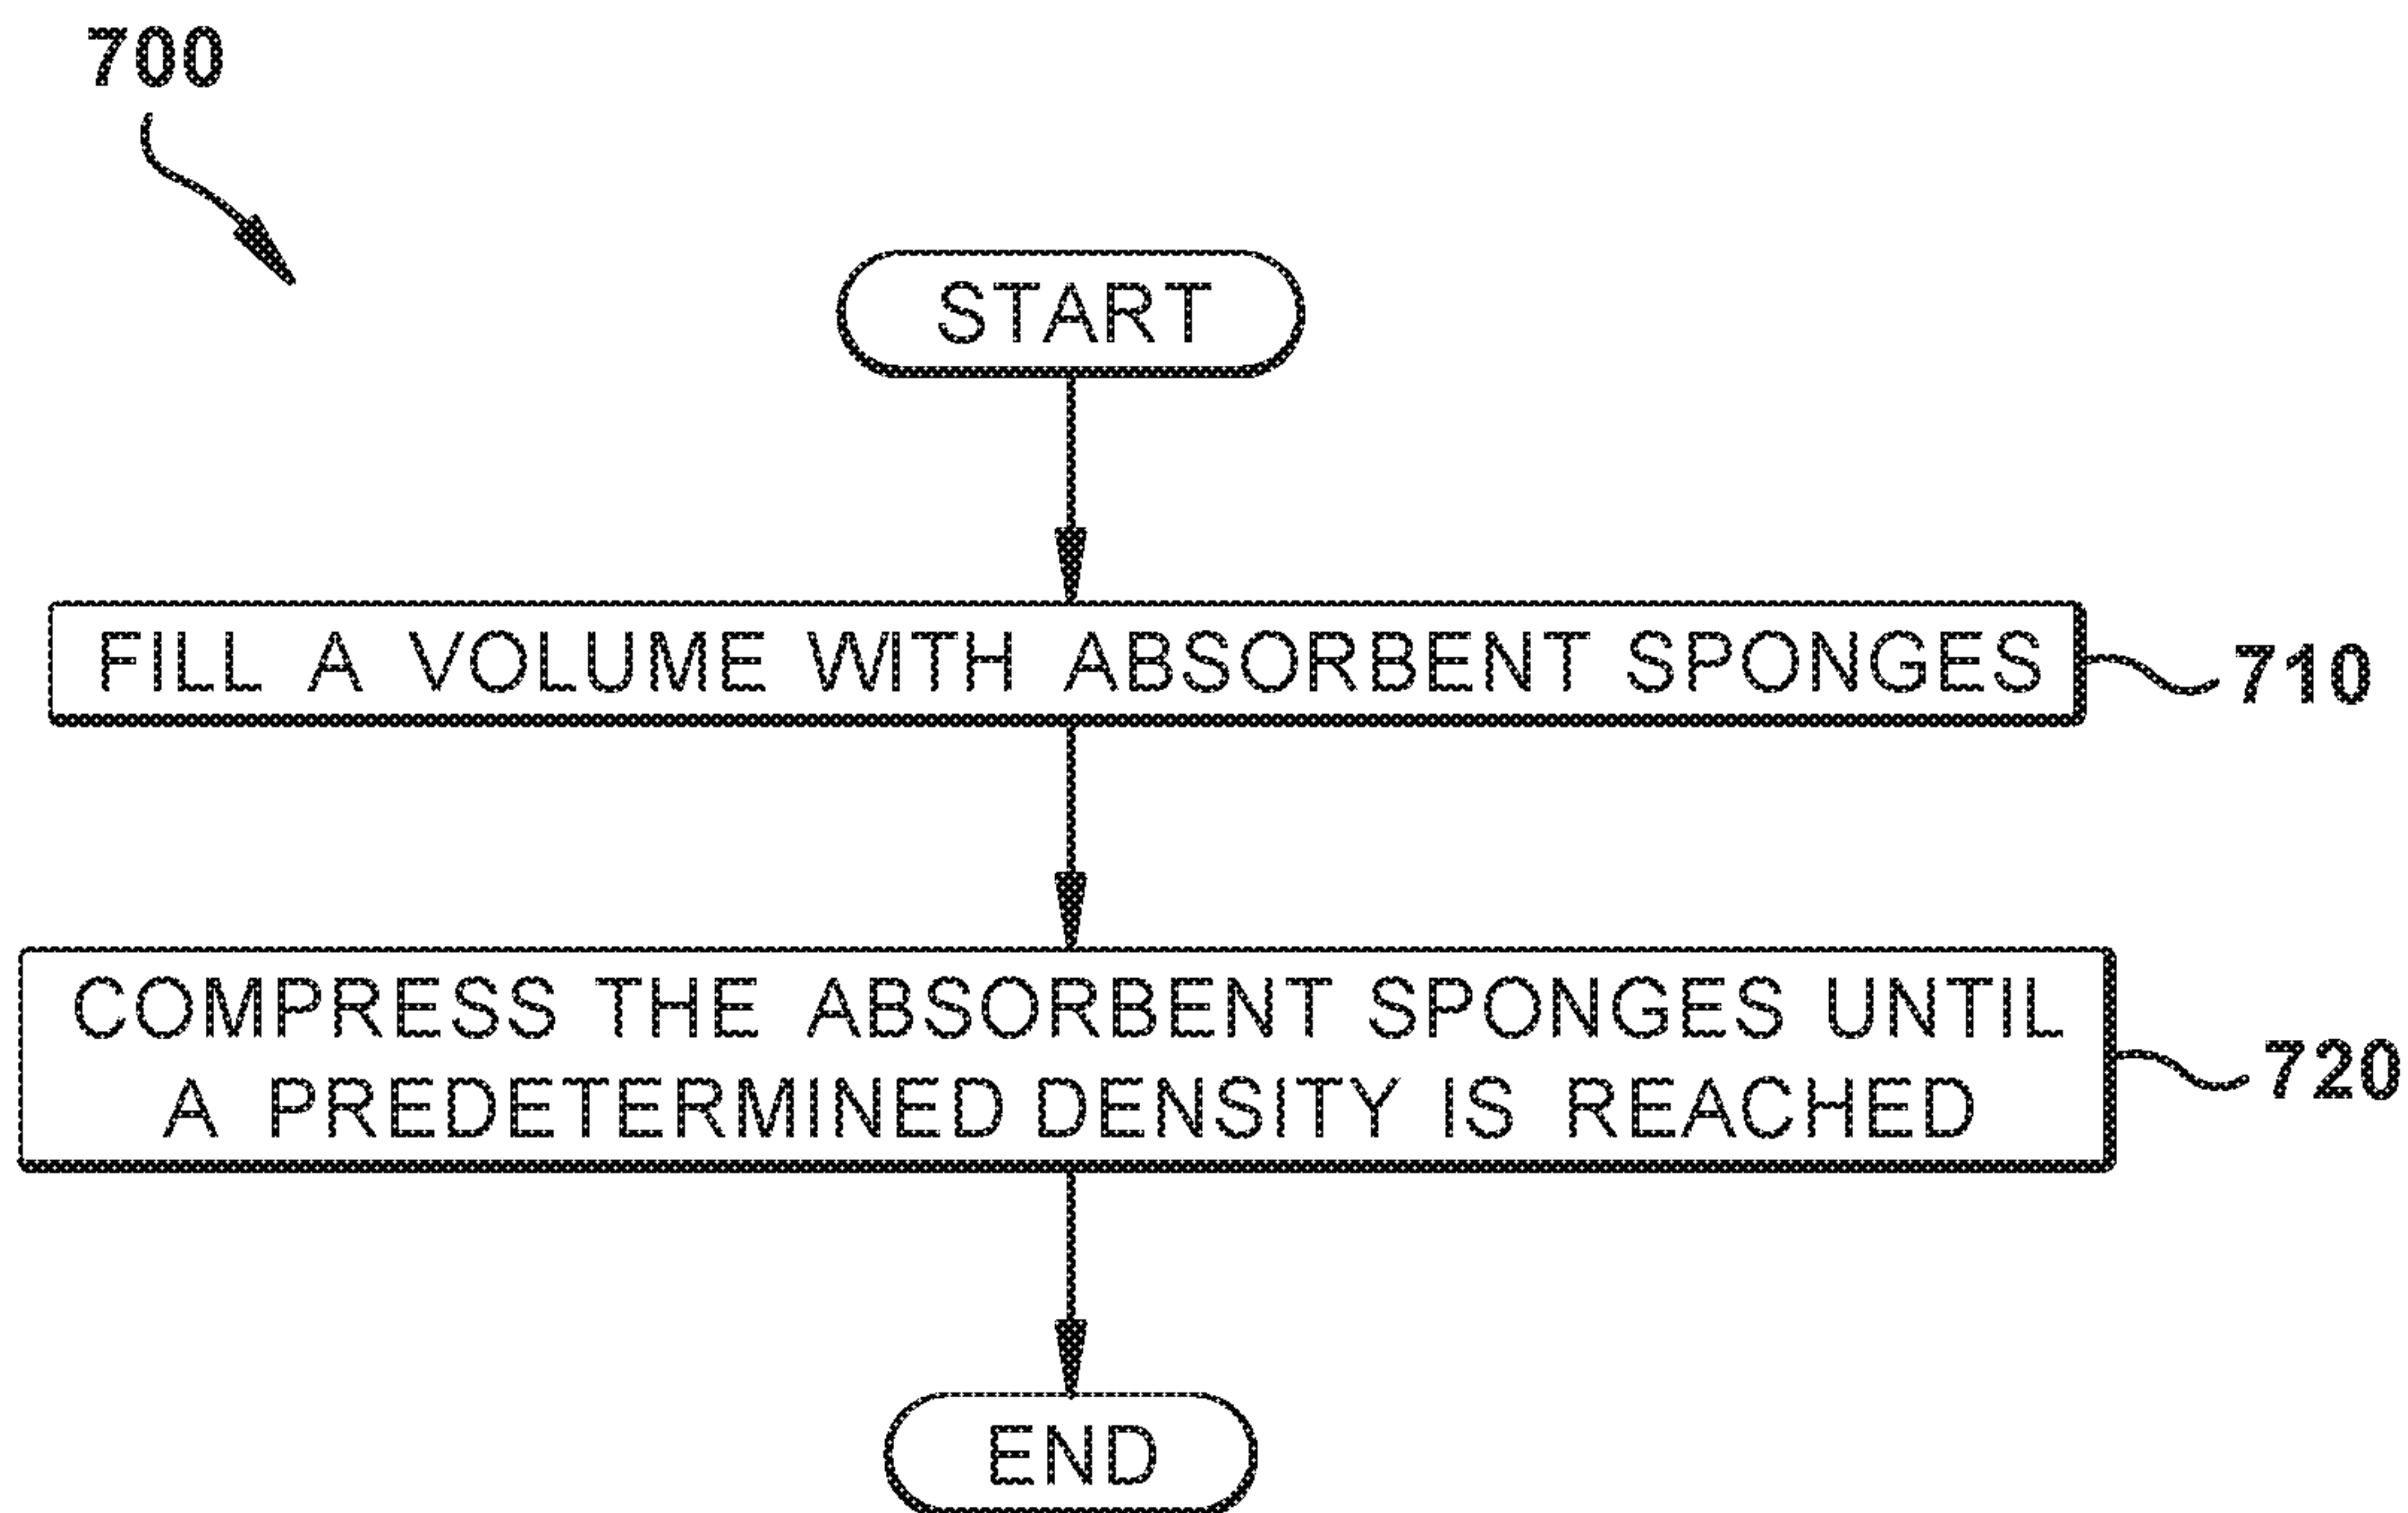 700
START
FILL A VOLUME WITH ABSORBENT SPONGES
710
COMPRESS THE ABSORBENT SPONGES UNTIL
A PREDETERMINED DENSITY IS REACHED
720
END